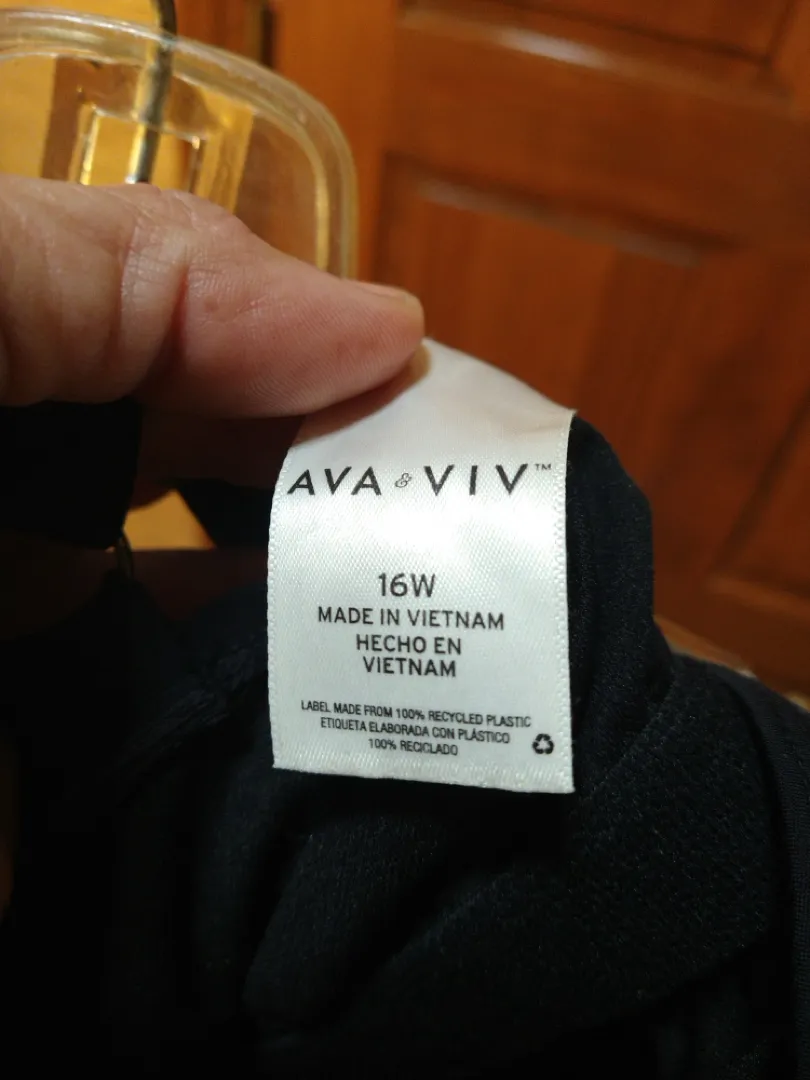 AVA & VIV™
16W
MADE IN VIETNAM
HECHO EN
VIETNAM
LABEL MADE FROM 100% RECYCLED PLASTIC
ETIQUETA ELABORADA CON PLÁSTICO
100% RECICLADO